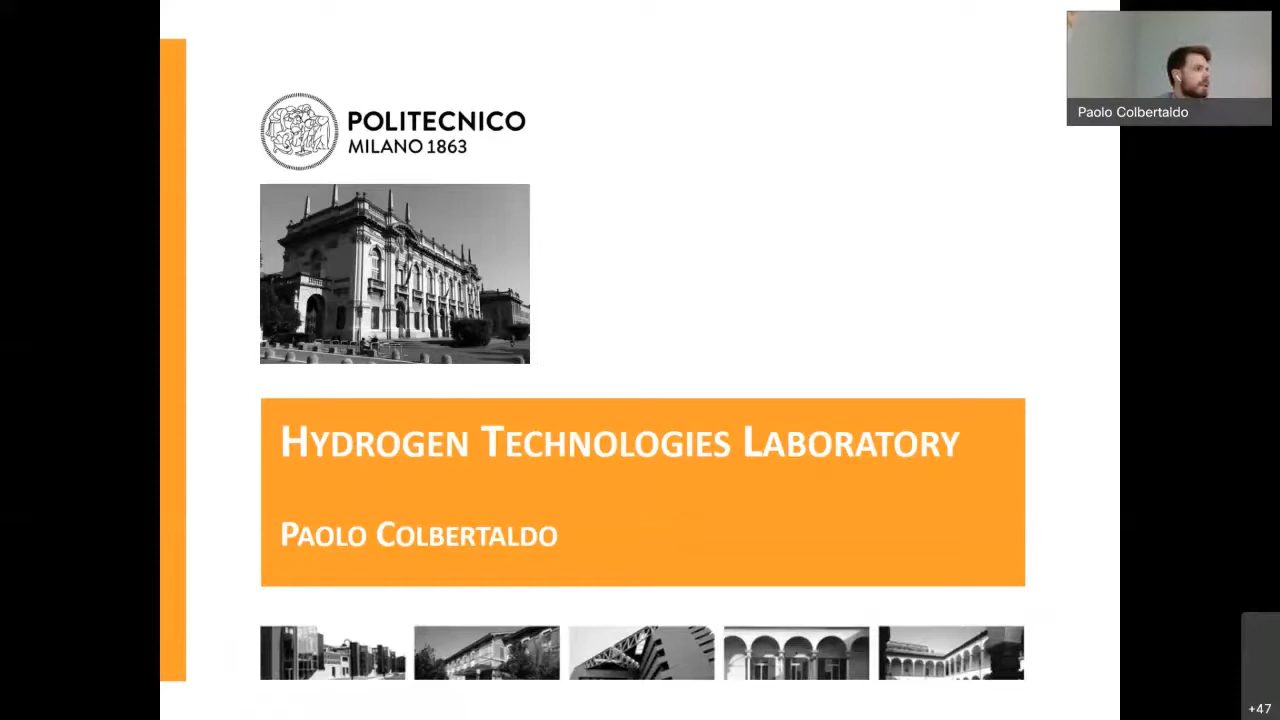 POLITECNICO
MILANO 1863
HYDROGEN TECHNOLOGIES LABORATORY
PAOLO COLBERTALDO
Paolo Colbertaldo
+47